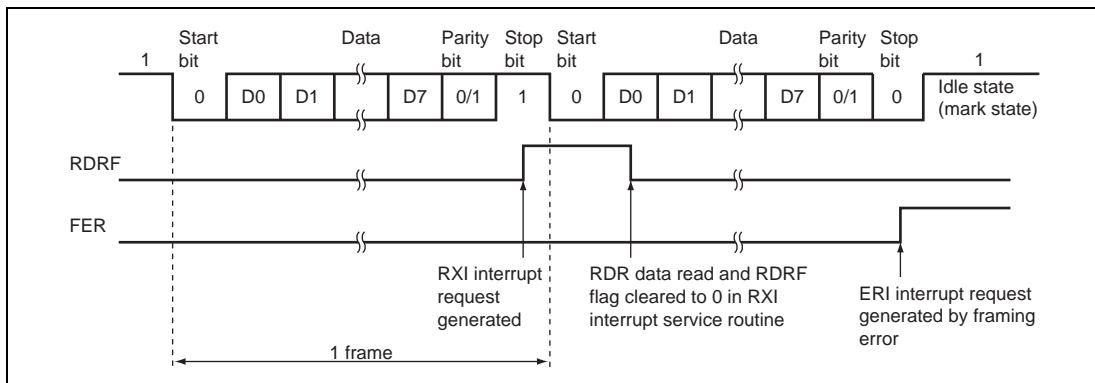 Start bit
Data
Parity bit
Stop bit
Start bit
Data
Parity bit
Stop bit
1
1
0
D0
D1
D7
0/1
1
0
D0
D1
D7
0/1
0
Idle state
(mark state)
RDRF
FER
RXI interrupt
request
generated
RDR data read and RDRF
flag cleared to 0 in RXI
interrupt service routine
ERI interrupt request
generated by framing
error
1 frame